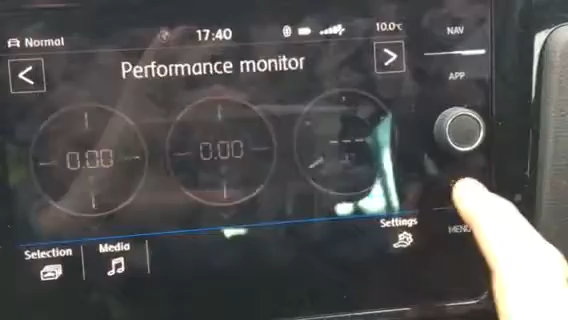 Normal
17:40
10.0°C
NAV
Performance monitor
APP
0.00
0.00
Selection
Media
Settings
MENU